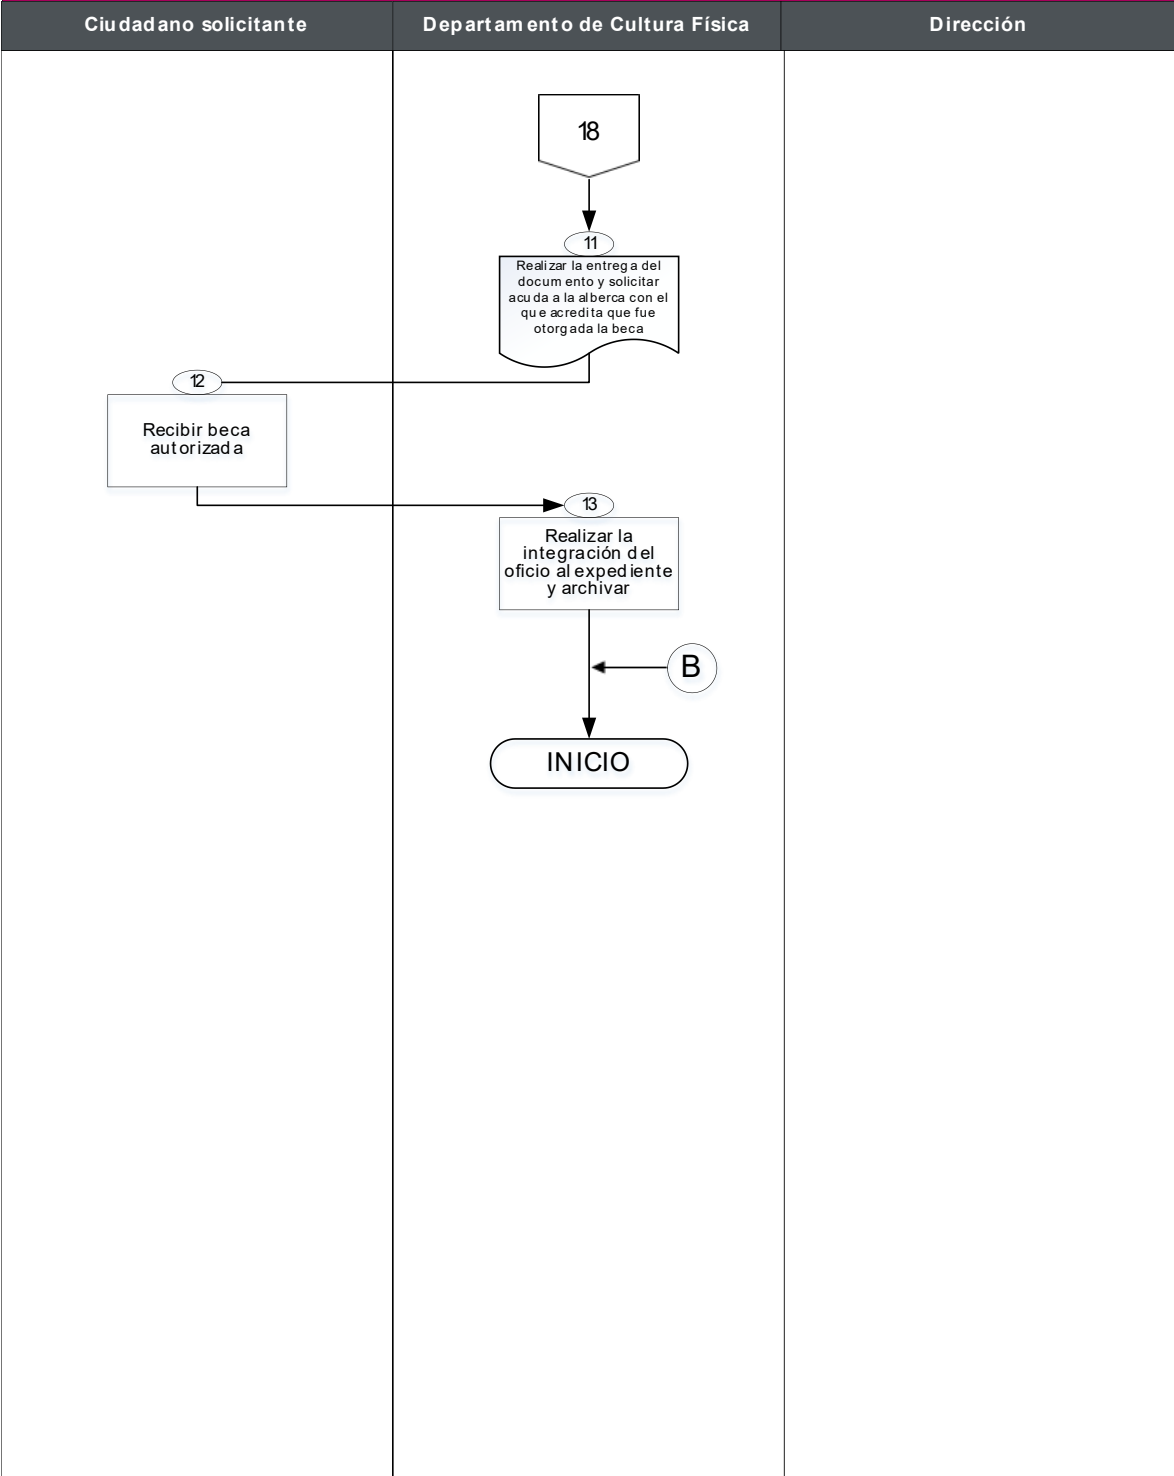 Ciudadano solicitante
Departamento de Cultura Física
Dirección
18
11
Realizar la entrega del
documento y solicitar
acuda a la alberca con el
que acredita que fue
otorgada la beca
12
Recibir beca
autorizada
13
Realizar la
integración del
oficio al expediente
y archivar
B
INICIO